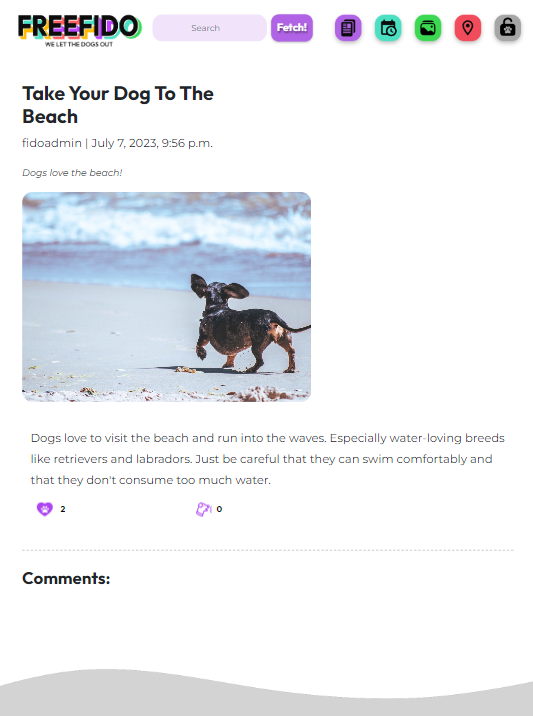 FREEFIDO
WE LET THE DOGS OUT
Search
Fetch!
Take Your Dog To The
Beach
fidoadmin | July 7, 2023, 9:56 p.m.
Dogs love the beach!
Dogs love to visit the beach and run into the waves. Especially water-loving breeds
like retrievers and labradors. Just be careful that they can swim comfortably and
that they don't consume too much water.
2
0
Comments: